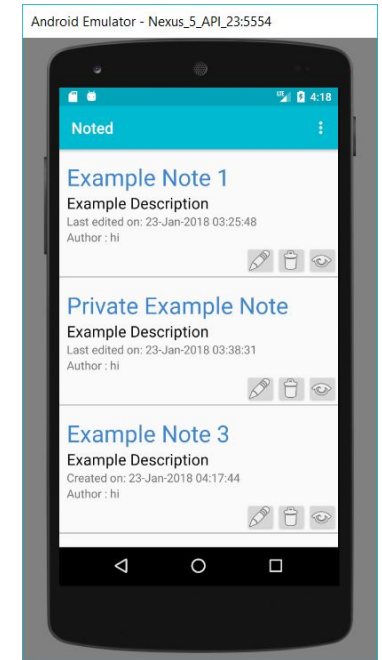 Android Emulator - Nexus_5_API_23:5554
LTE 4:18
Noted
Example Note 1
Example Description
Last edited on: 23-Jan-2018 03:25:48
Author : hi
Private Example Note
Example Description
Last edited on: 23-Jan-2018 03:38:31
Author : hi
Example Note 3
Example Description
Created on: 23-Jan-2018 04:17:44
Author : hi